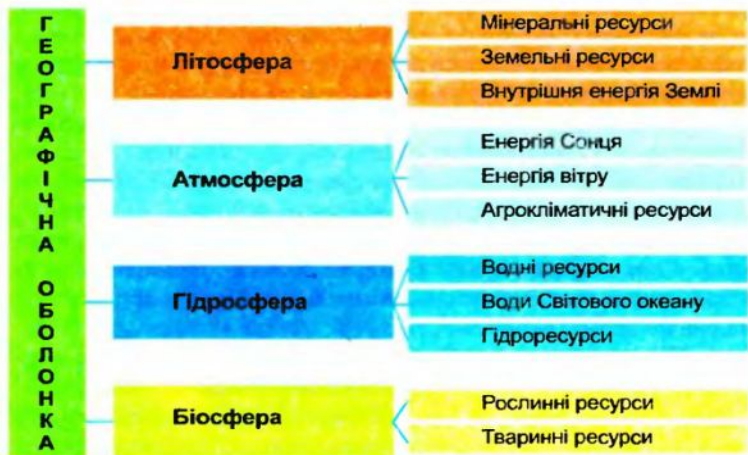 ГЕОГРАФІЧНА ОБОЛОНКА
Літосфера
Мінеральні ресурси
Земельні ресурси
Внутрішня енергія Землі
Атмосфера
Енергія Сонця
Енергія вітру
Агрокліматичні ресурси
Гідросфера
Водні ресурси
Води Світового океану
Гідроресурси
Біосфера
Рослинні ресурси
Тваринні ресурси